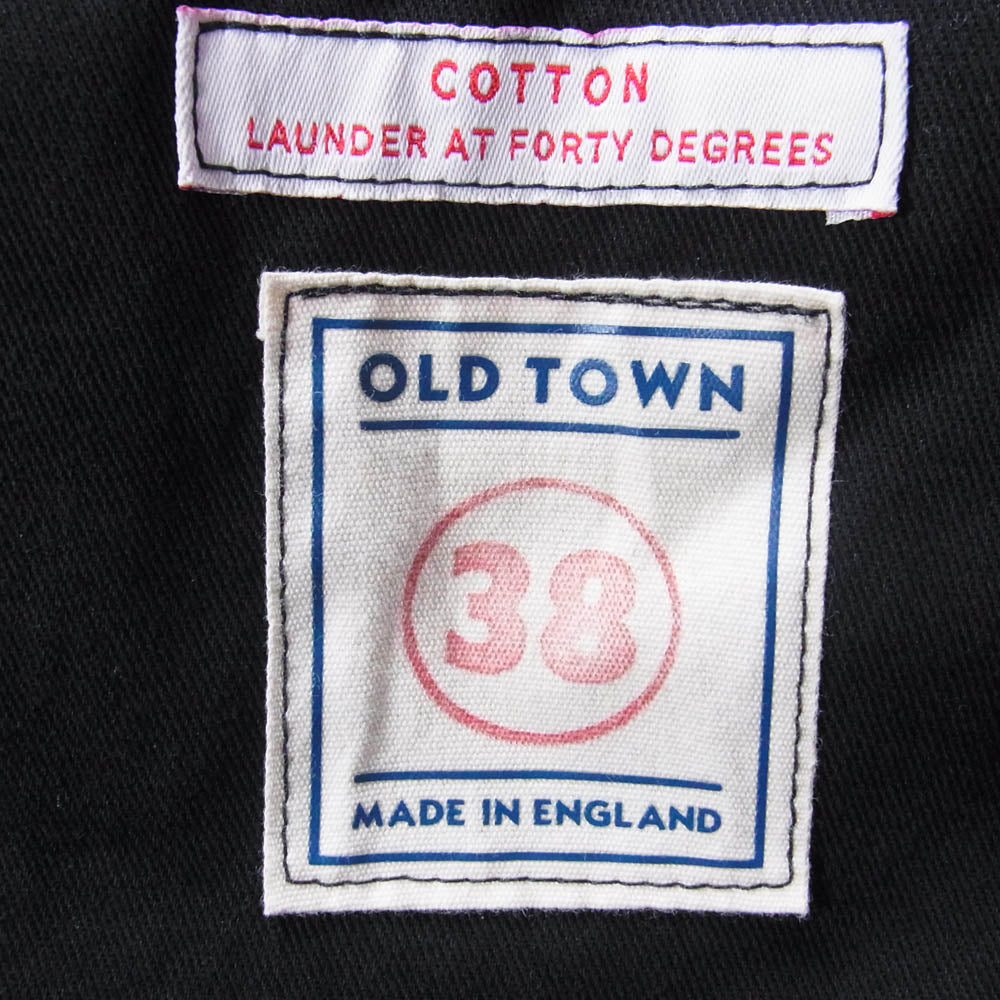 COTTON
LAUNDER AT FORTY DEGREES
OLD TOWN
38
MADE IN ENGLAND